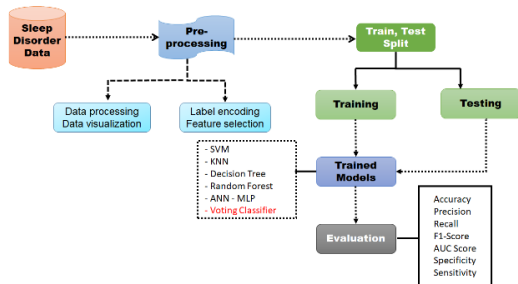 Sleep
Disorder
Data
Pre-
processing
Train, Test
Split
Data processing
Data visualization
Label encoding
Feature selection
Training
Testing
- SVM
- KNN
- Decision Tree
- Random Forest
- ANN - MLP
- Voting Classifier
Trained
Models
Evaluation
Accuracy
Precision
Recall
F1-Score
AUC Score
Specificity
Sensitivity